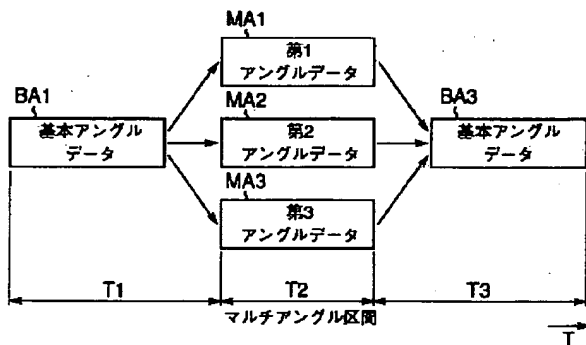 MA1
第1
アングルデータ
BA1
基本アングル
データ
MA2
第2
アングルデータ
BA3
基本アングル
データ
MA3
第3
アングルデータ
T1
T2
T3
マルチアングル区間
T